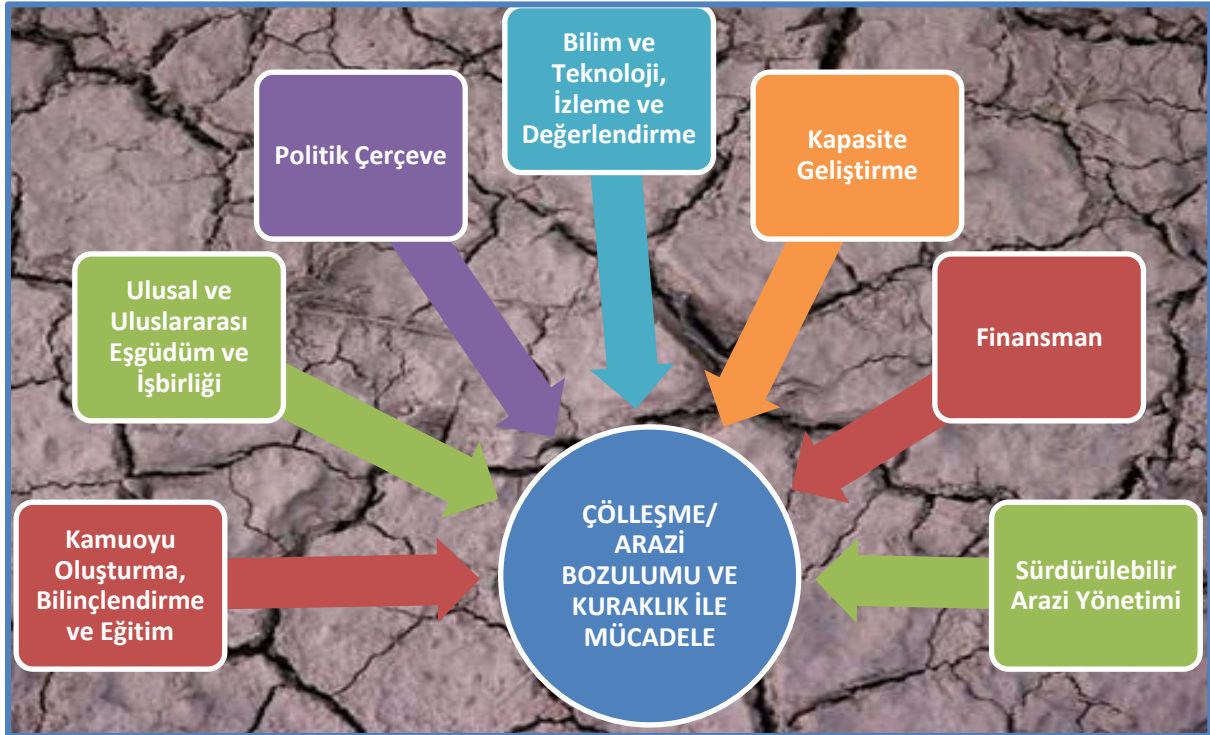 Bilim ve
Teknoloji,
İzleme ve
Değerlendirme
Politik Çerçeve
Kapasite
Geliştirme
Ulusal ve
Uluslararası
Eşgüdüm ve
İşbirliği
Finansman
Kamuoyu
Oluşturma,
Bilinçlendirme
ve Eğitim
ÇÖLLEŞME/
ARAZİ
BOZULUMU VE
KURAKLIK İLE
MÜCADELE
Sürdürülebilir
Arazi Yönetimi